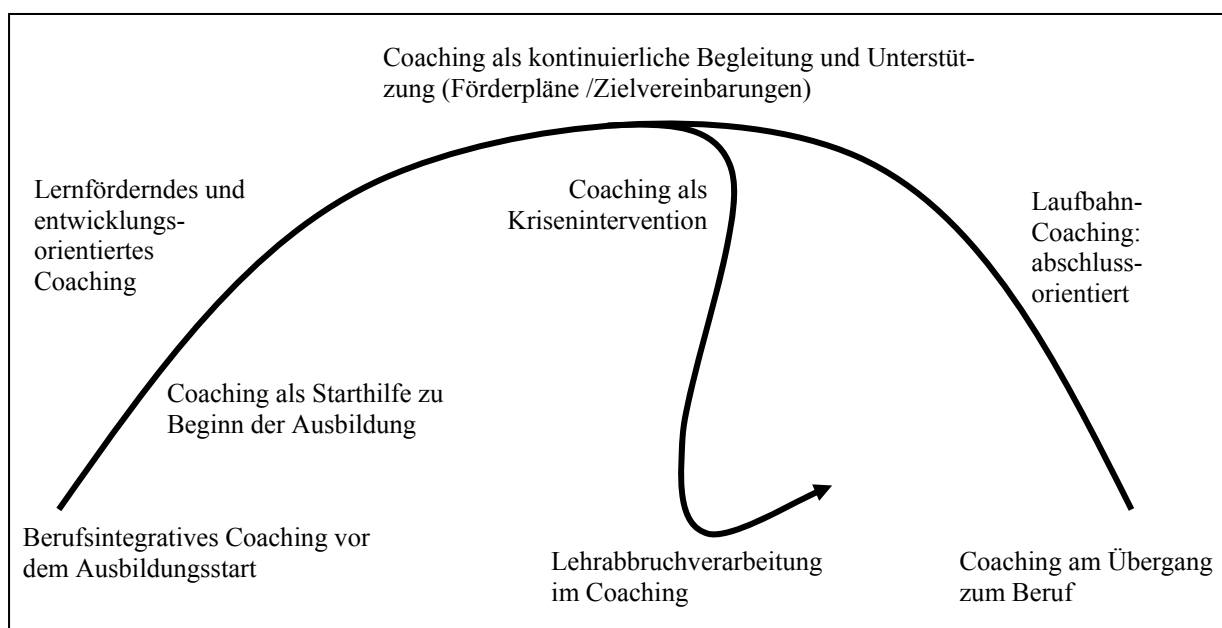 Coaching als kontinuierliche Begleitung und Unterstüt-
zung (Förderpläne /Zielvereinbarungen)
Lernförderndes und
entwicklungs-
orientiertes
Coaching
Coaching als
Krisenintervention
Laufbahn-
Coaching:
abschluss-
orientiert
Coaching als Starthilfe zu
Beginn der Ausbildung
Berufsintegratives Coaching vor
dem Ausbildungsstart
Lehrabbruchverarbeitung
im Coaching
Coaching am Übergang
zum Beruf